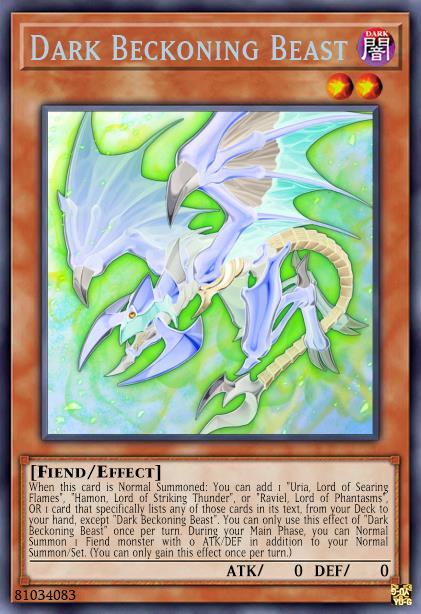 DARK BECKONING BEAST
DARK
闇
[FIEND/EFFECT]
When this card is Normal Summoned: You can add 1 "Uria, Lord of Searing
Flames", "Hamon, Lord of Striking Thunder", or "Raviel, Lord of Phantasms",
OR 1 card that specifically lists any of those cards in its text, from your Deck to
your hand, except "Dark Beckoning Beast". You can only use this effect of "Dark
Beckoning Beast" once per turn. During your Main Phase, you can Normal
Summon 1 Fiend monster with 0 ATK/DEF in addition to your Normal
Summon/Set. (You can only gain this effect once per turn.)
ATK/ 0 DEF/ 0
81034083